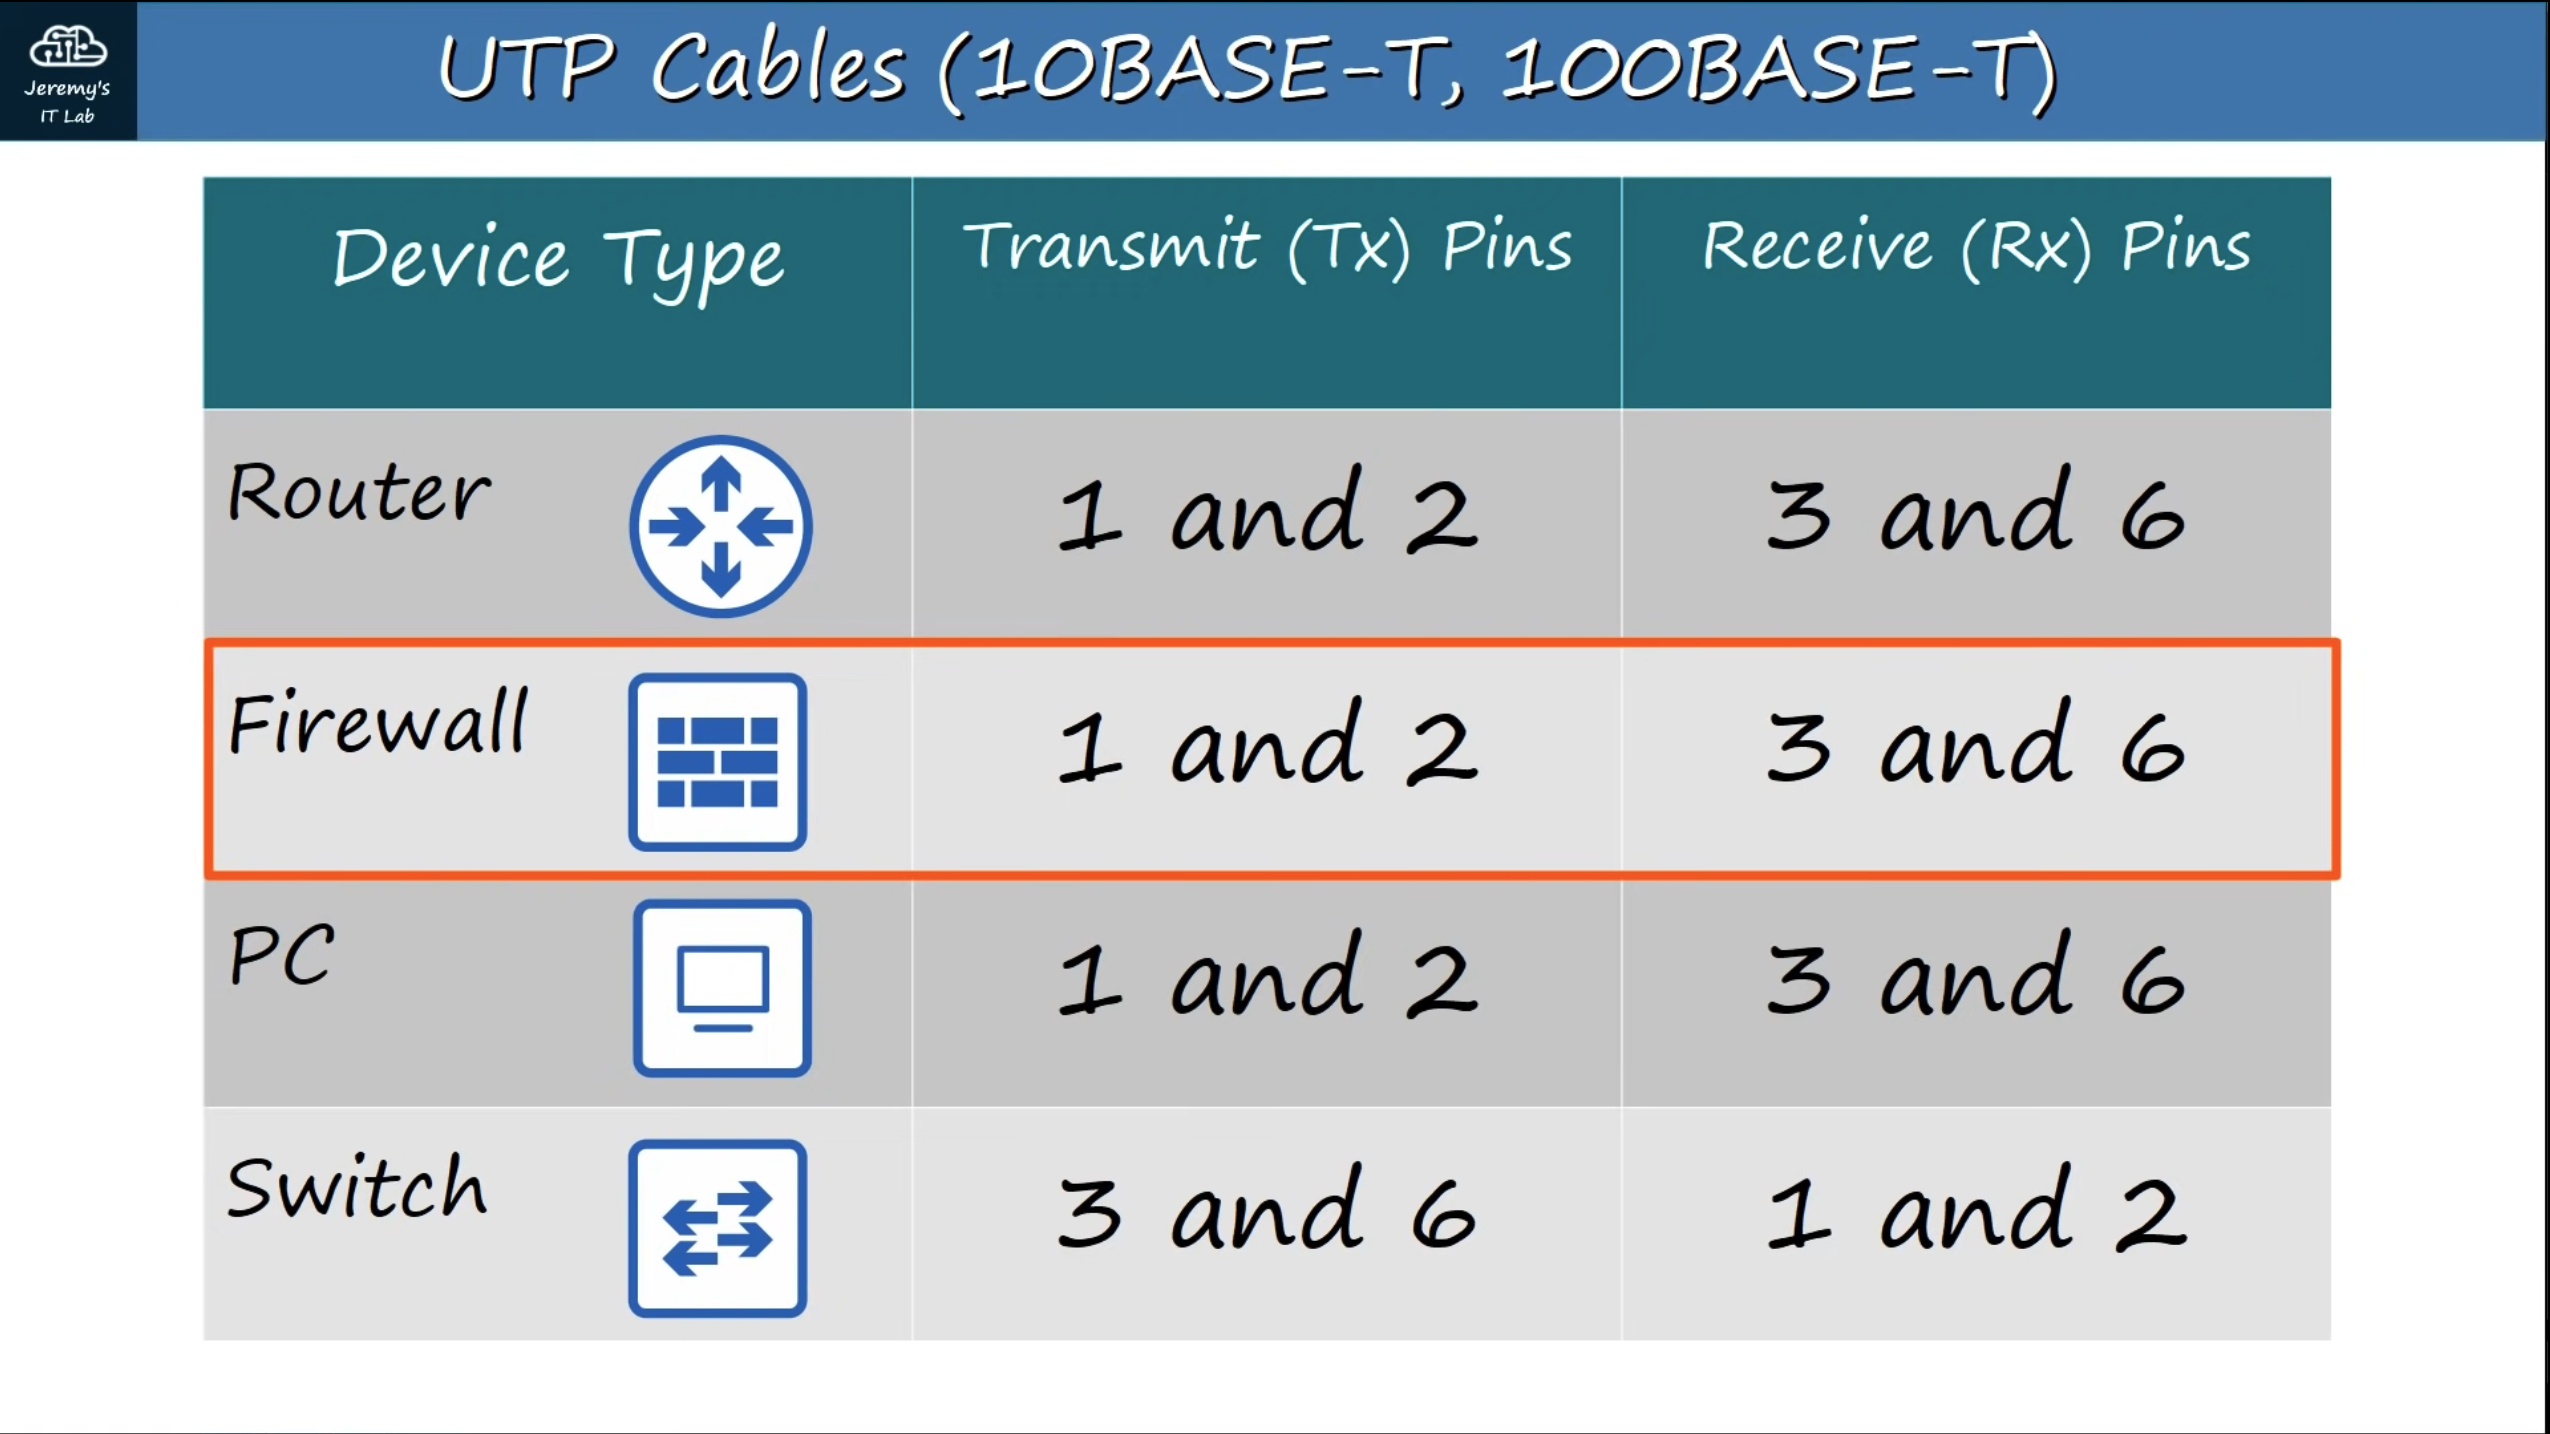 Jeremy's
IT Lab
UTP Cables (10BASE-T, 100BASE-T)
Device Type Transmit (Tx) Pins Receive (Rx) Pins
Router 1 and 2 3 and 6
Firewall 1 and 2 3 and 6
PC 1 and 2 3 and 6
Switch 3 and 6 1 and 2